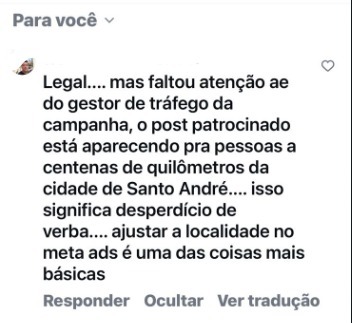 Para você
Legal.... mas faltou atenção ae
do gestor de tráfego da
campanha, o post patrocinado
está aparecendo pra pessoas a
centenas de quilômetros da
cidade de Santo André.... isso
significa desperdício de
verba.... ajustar a localidade no
meta ads é uma das coisas mais
básicas
Responder Ocultar Ver tradução